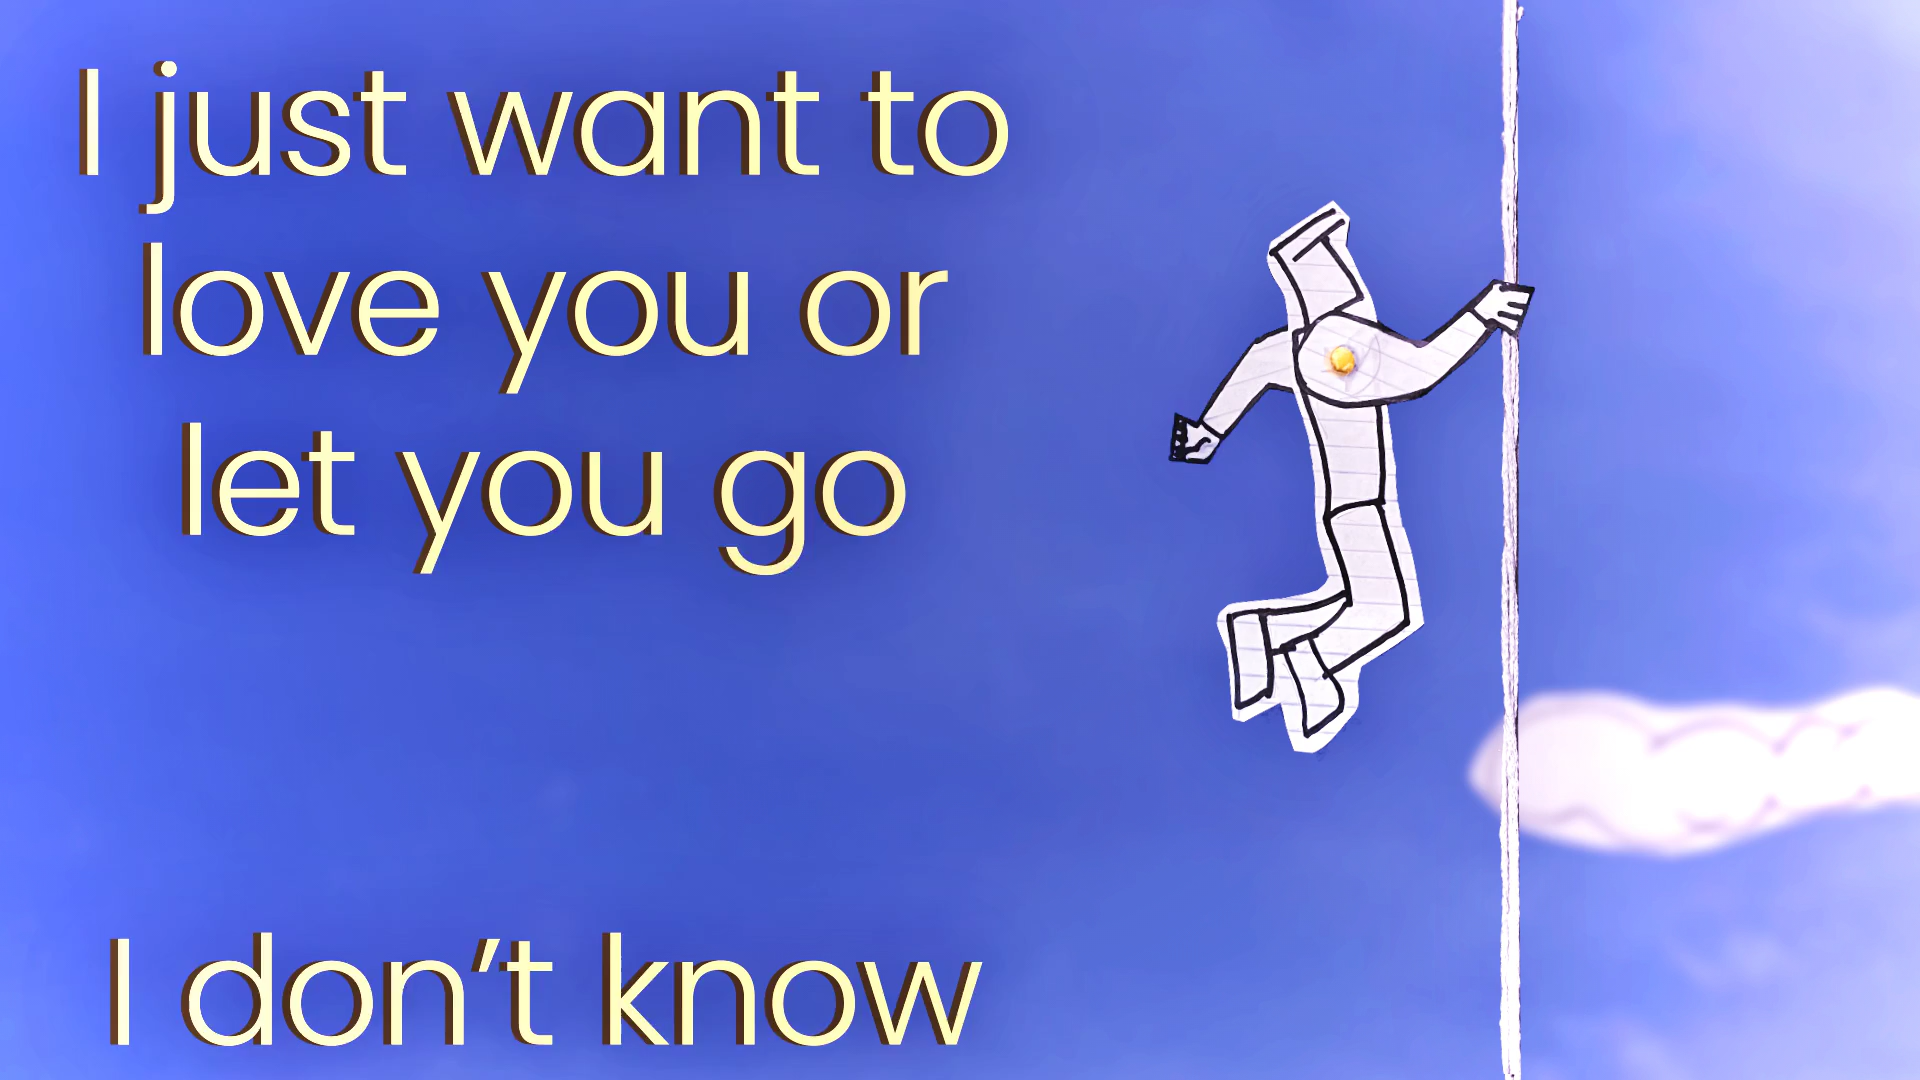 I just want to
love you or
let you go
I don’t know